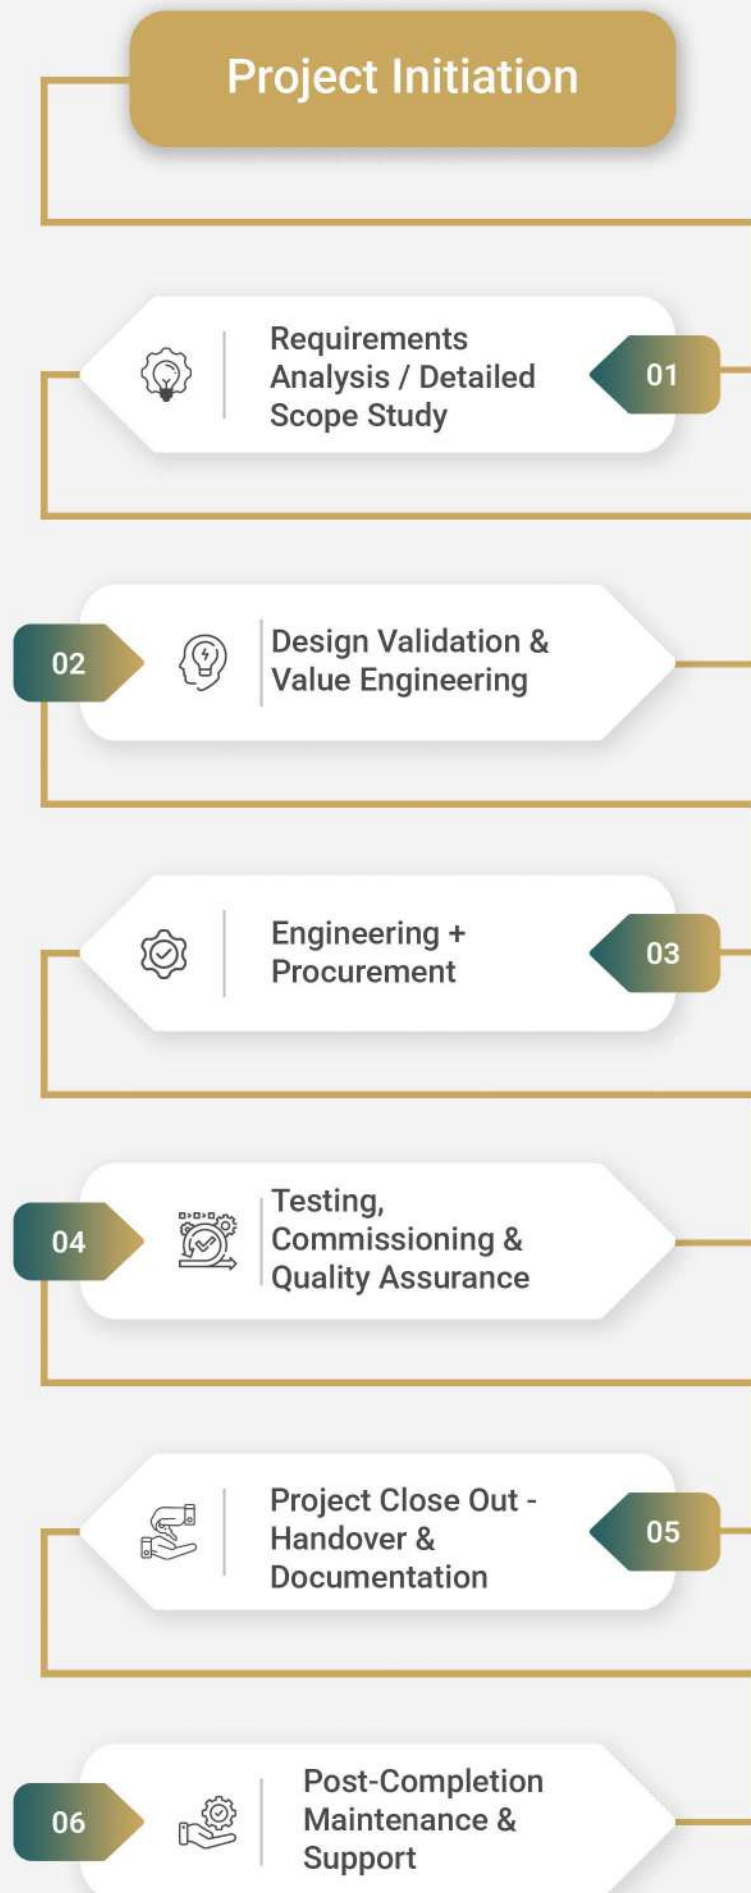 Project Initiation
Requirements
Analysis / Detailed
Scope Study
01
02
Design Validation &
Value Engineering
Engineering +
Procurement
03
04
Testing,
Commissioning &
Quality Assurance
Project Close Out -
Handover &
Documentation
05
06
Post-Completion
Maintenance &
Support